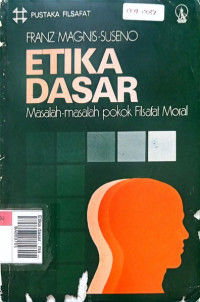 PUSTAKA FILSAFAT
FRANZ MAGNIS-SUSENO
ETIKA
DASAR
Masalah-masalah pokok Filsafat Moral